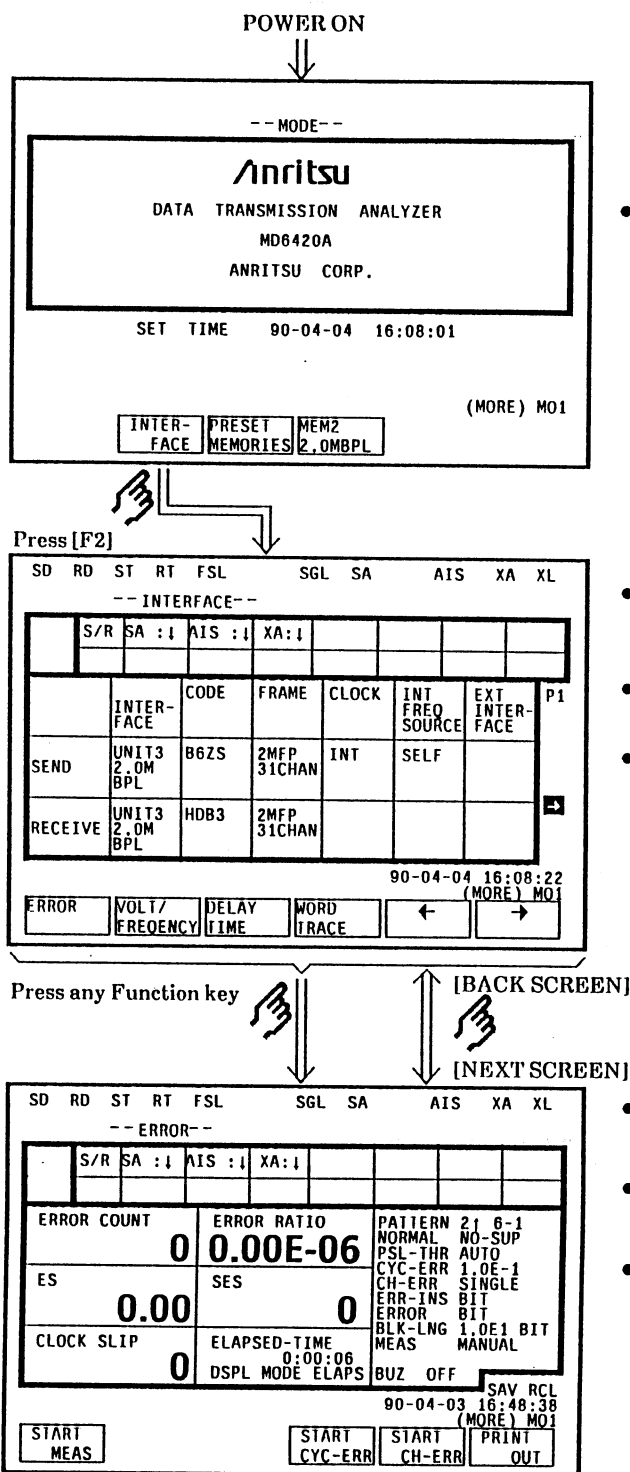 POWER ON
--MODE--
Anritsu
DATA TRANSMISSION ANALYZER
MD6420A
ANRITSU CORP.
SET TIME 90-04-04 16:08:01
(MORE) MO1
INTER- PRESET MEM2
FACE MEMORIES 2,0MBPL
Press [F2]
SD RD ST RT FSL SGL SA AIS XA XL
--INTERFACE--
S/R SA :↓ AIS :↓ XA:↓
INTER-
FACE
CODE
FRAME
CLOCK
INT
FREQ
SOURCE
EXT
INTER-
FACE
P1
SEND
UNIT3
2.0M
BPL
B6ZS
2MFP
31CHAN
INT
SELF
RECEIVE
UNIT3
2.0M
BPL
HDB3
2MFP
31CHAN
→
90-04-04 16:08:22
(MORE) MO1
ERROR
VOLT/
FREQENCY
DELAY
TIME
WORD
TRACE
←
→
Press any Function key
[BACK SCREEN]
[NEXT SCREEN]
SD RD ST RT FSL SGL SA AIS XA XL
--ERROR--
S/R SA :↓ AIS :↓ XA:↓
ERROR COUNT
0
ERROR RATIO
0.00E-06
ES
0.00
SES
0
CLOCK SLIP
0
ELAPSED-TIME
0:00:06
DSPL MODE ELAPS
PATTERN 2↑ 6-1
NORMAL NO-SUP
PSL-THR AUTO
CYC-ERR 1.0E-1
CH-ERR SINGLE
ERR-INS BIT
ERROR BIT
BLK-LNG 1.0E1 BIT
MEAS MANUAL
BUZ OFF
SAV RCL
90-04-03 16:48:38
(MORE) MO1
START
MEAS
START
CYC-ERR
START
CH-ERR
PRINT
OUT